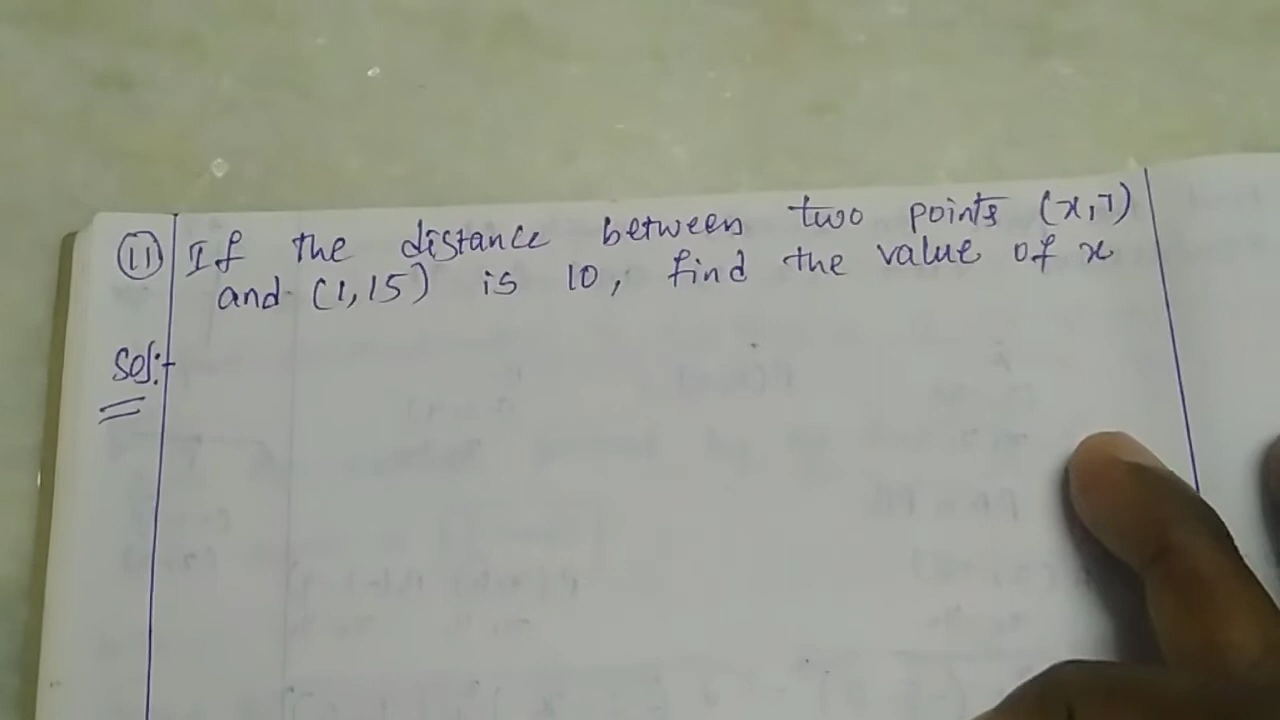 11 If the distance between two points (x,7)
and (1,15) is 10, find the value of x
Sol:-